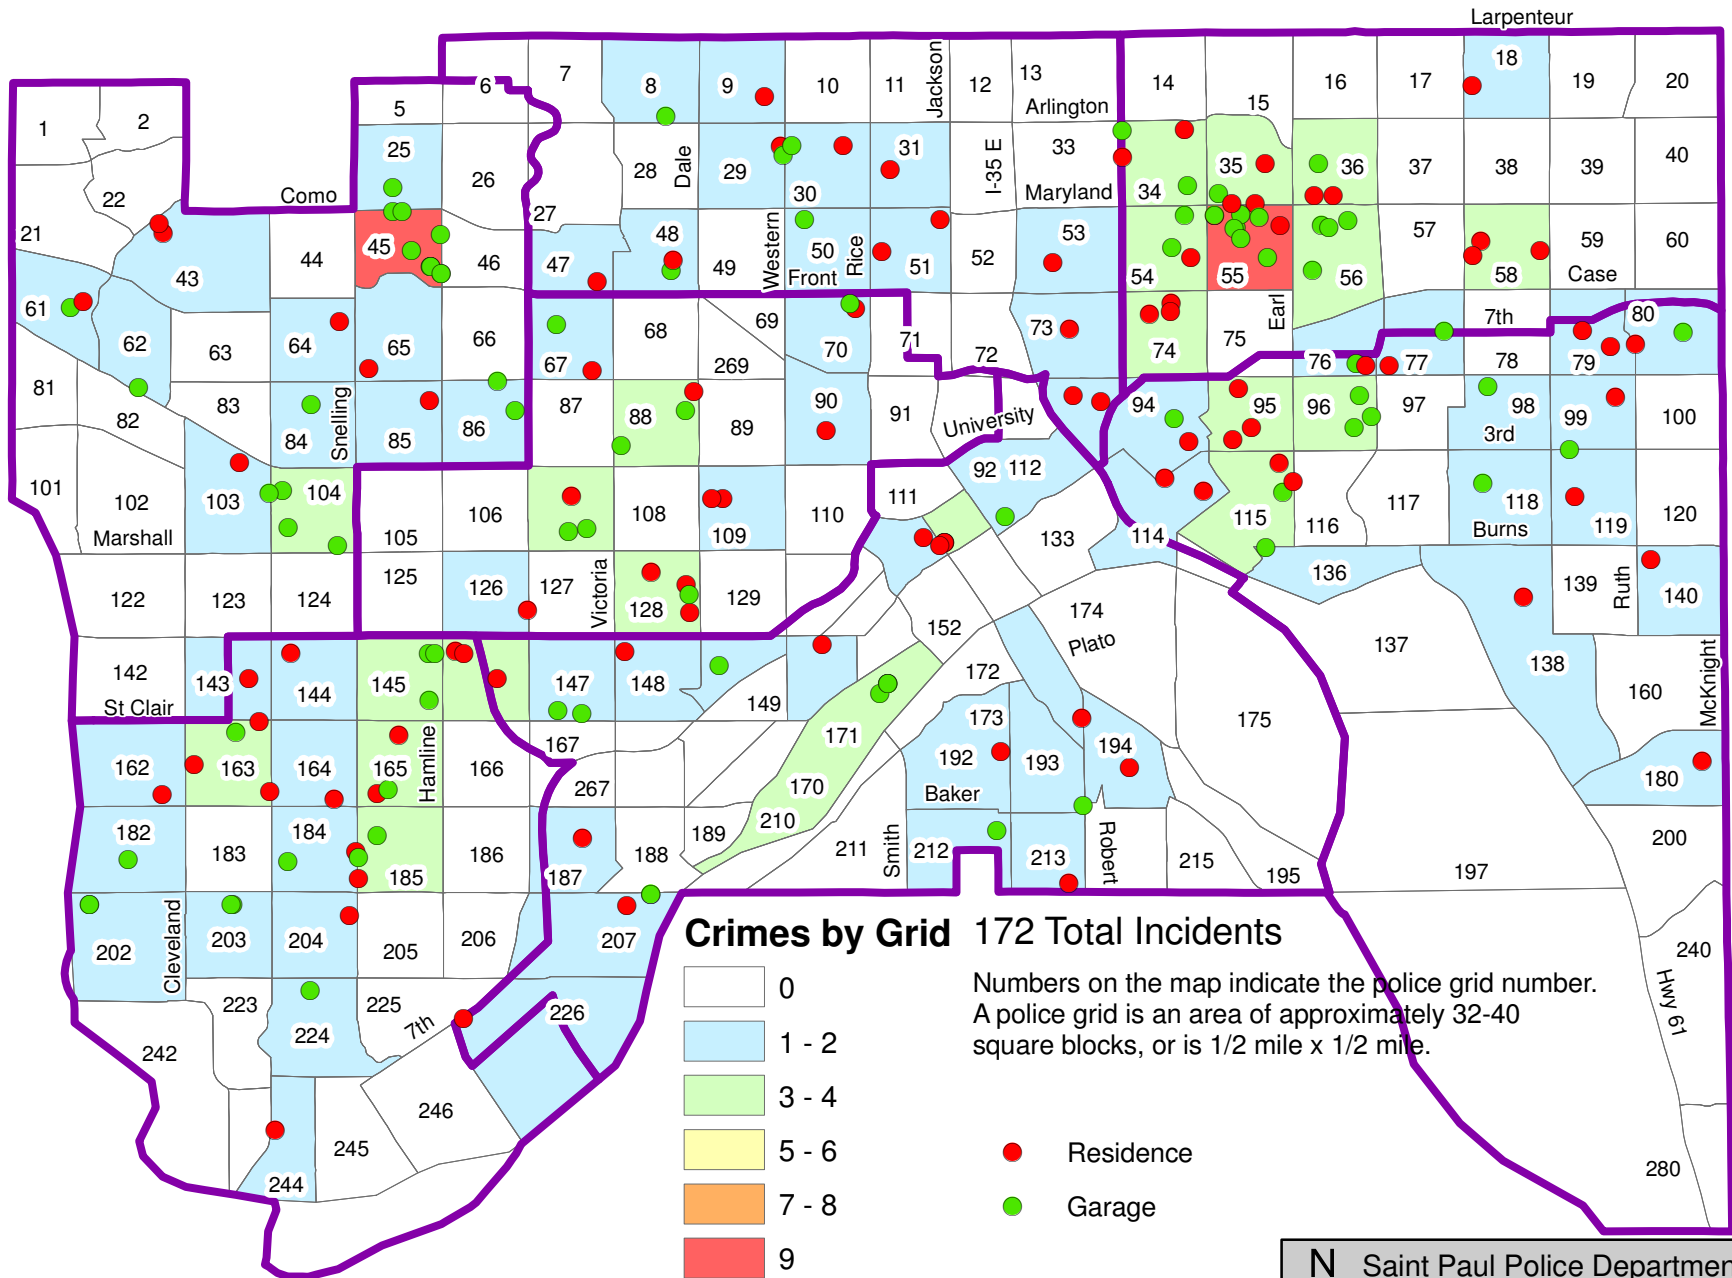 Larpenteur
1 2 5 6 7 8 9 10 11 Jackson 12 13 14 15 16 17 18 19 20
Arlington
21 22 Como 25 26 27 28 Dale 29 30 31 I-35 E 33 Maryland 34 35 36 37 38 39 40
43 44 45 46 47 48 49 Western 50 Front Rice 51 52 53 54 55 56 57 58 59 Case 60
61 62 63 64 65 66 67 68 69 269 70 71 72 73 74 75 Earl 76 77 7th 78 79 80
81 82 83 84 Snelling 85 86 87 88 89 90 91 University 94 95 96 97 98 3rd 99 100
101 102 Marshall 103 104 105 106 108 109 110 111 92 112 133 114 115 116 117 118 Burns 119 120
122 123 124 125 126 127 Victoria 128 129 152 174 Plato 136 137 138 139 Ruth 140
142 St Clair 143 144 145 147 148 149 172 173 175 160 McKnight
162 163 164 165 Hamline 166 167 267 171 170 192 Baker 193 194 180
182 183 184 185 186 187 188 189 210 211 Smith 212 213 Robert 215 195 197 200
202 Cleveland 203 204 205 206 207 240 Hwy 61
223 224 225 7th 226
242 244 245 246 280
Crimes by Grid
0
1 - 2
3 - 4
5 - 6
7 - 8
9
172 Total Incidents
Numbers on the map indicate the police grid number.
A police grid is an area of approximately 32-40
square blocks, or is 1/2 mile x 1/2 mile.
Residence
Garage
N Saint Paul Police Departmen